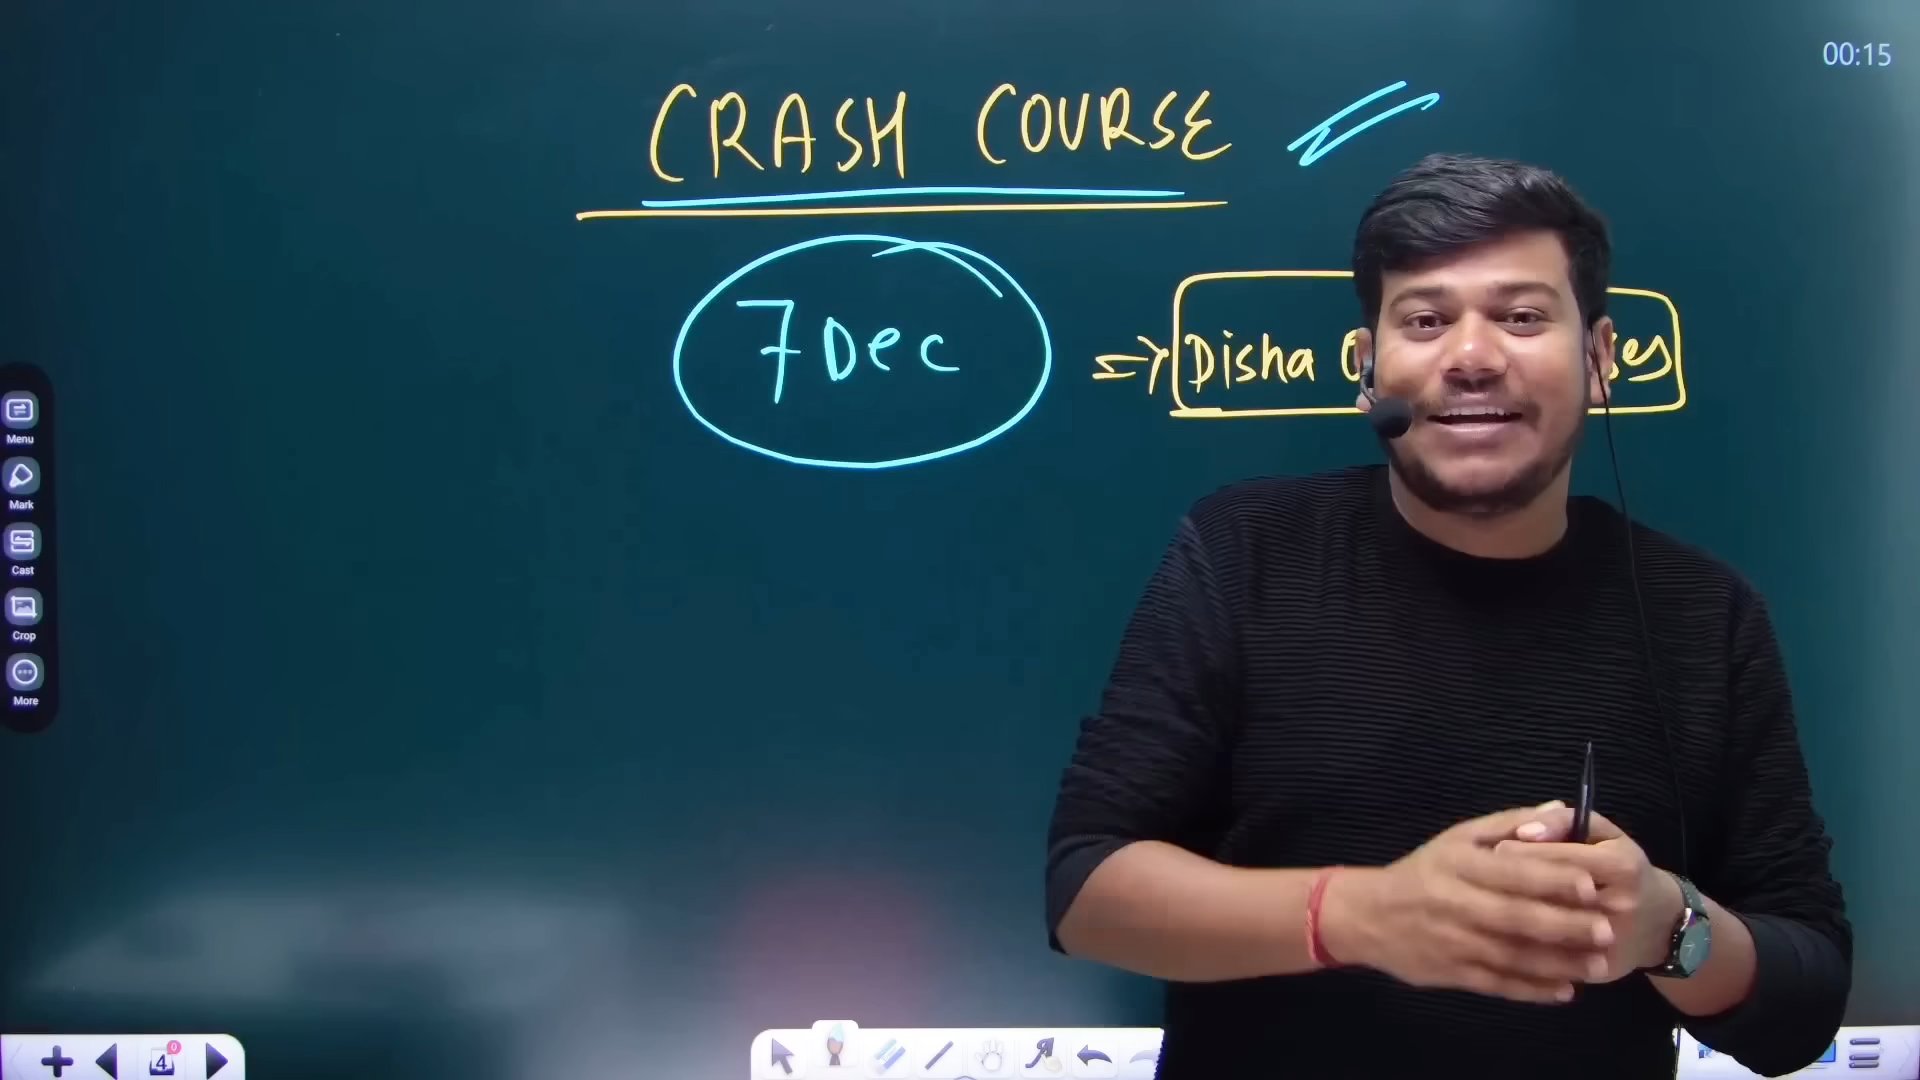 00:15
CRASH COURSE
7 Dec
Disha
Menu
Mark
Cast
Crop
More
4